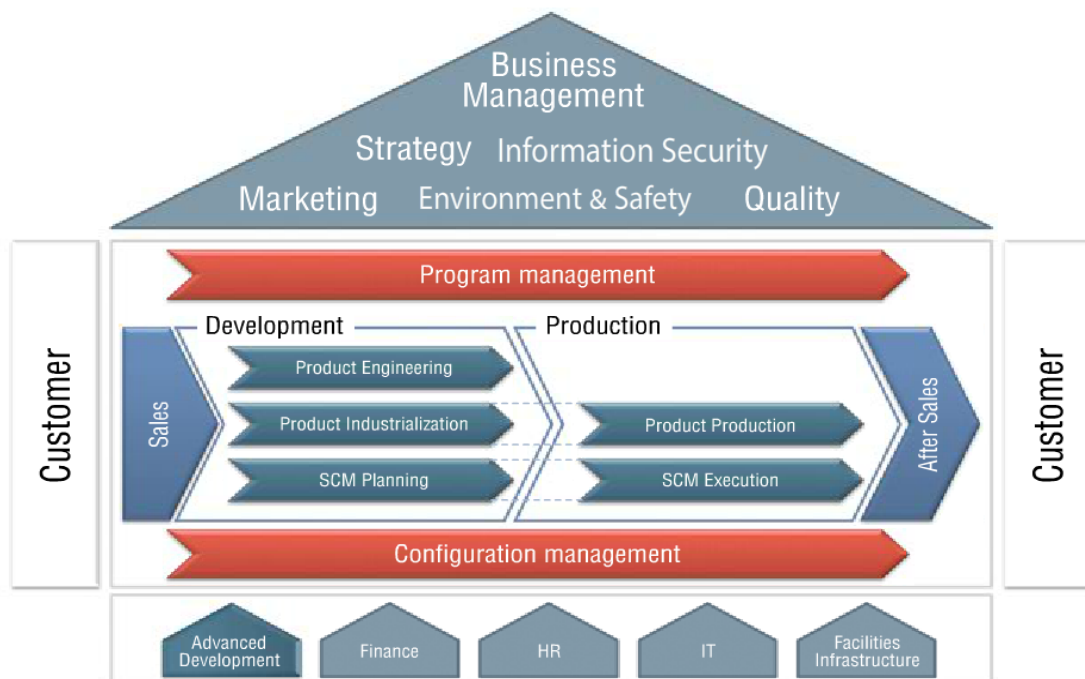 Business
Management
Strategy Information Security
Marketing Environment & Safety Quality
Program management
Customer
Sales
Development
Product Engineering
Product Industrialization
SCM Planning
Production
Product Production
SCM Execution
After Sales
Customer
Configuration management
Advanced
Development
Finance
HR
IT
Facilities
Infrastructure